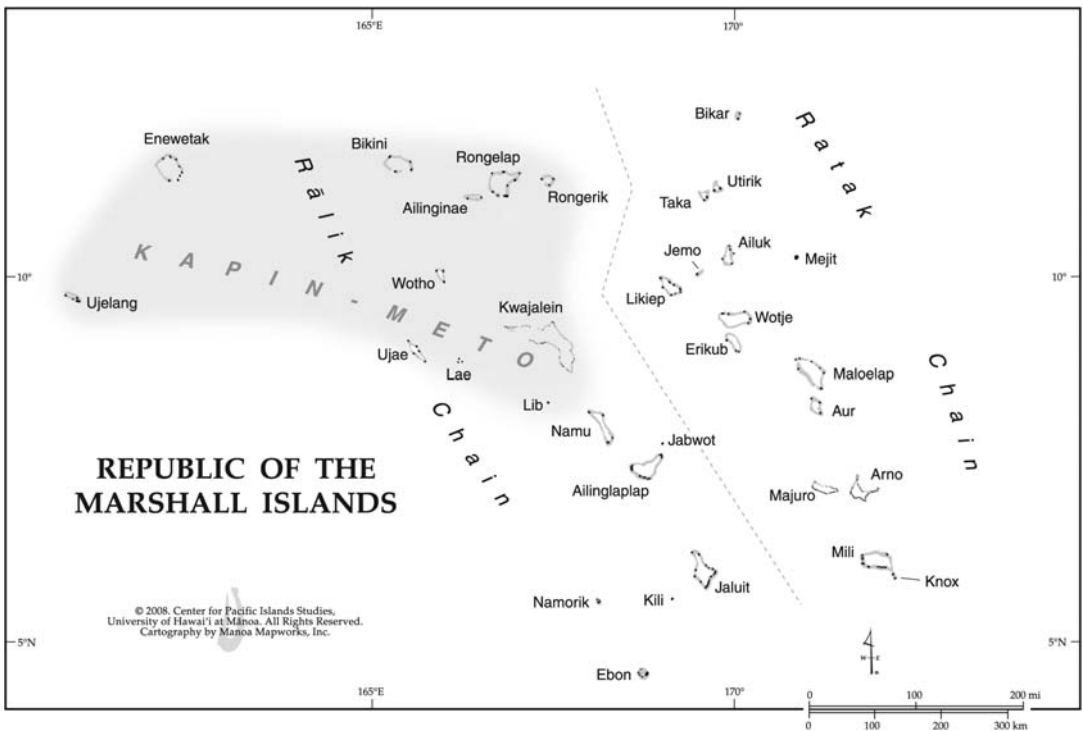 165°E
170°
Bikar
Enewetak
Bikini
Rongelap
Rālik
Ratak
Utirik
Taka
Rongerik
Ailinginae
Ailuk
Jemo
Mejit
KAPIN-METO
10°
10°
Wotho
Likiep
Ujelang
Kwajalein
Wotje
Erikub
Ujae
Lae
Maloelap
Chain
Lib
Aur
Chain
Namu
Jabwot
REPUBLIC OF THE
MARSHALL ISLANDS
Ailinglaplap
Arno
Majuro
Mili
Knox
Jaluit
Namorik
Kili
© 2008. Center for Pacific Islands Studies,
University of Hawai‘i at Mānoa. All Rights Reserved.
Cartography by Manoa Mapworks, Inc.
5°N
5°N
W E
Ebon
165°E
170°
0 100 200 mi
0 100 200 300 km